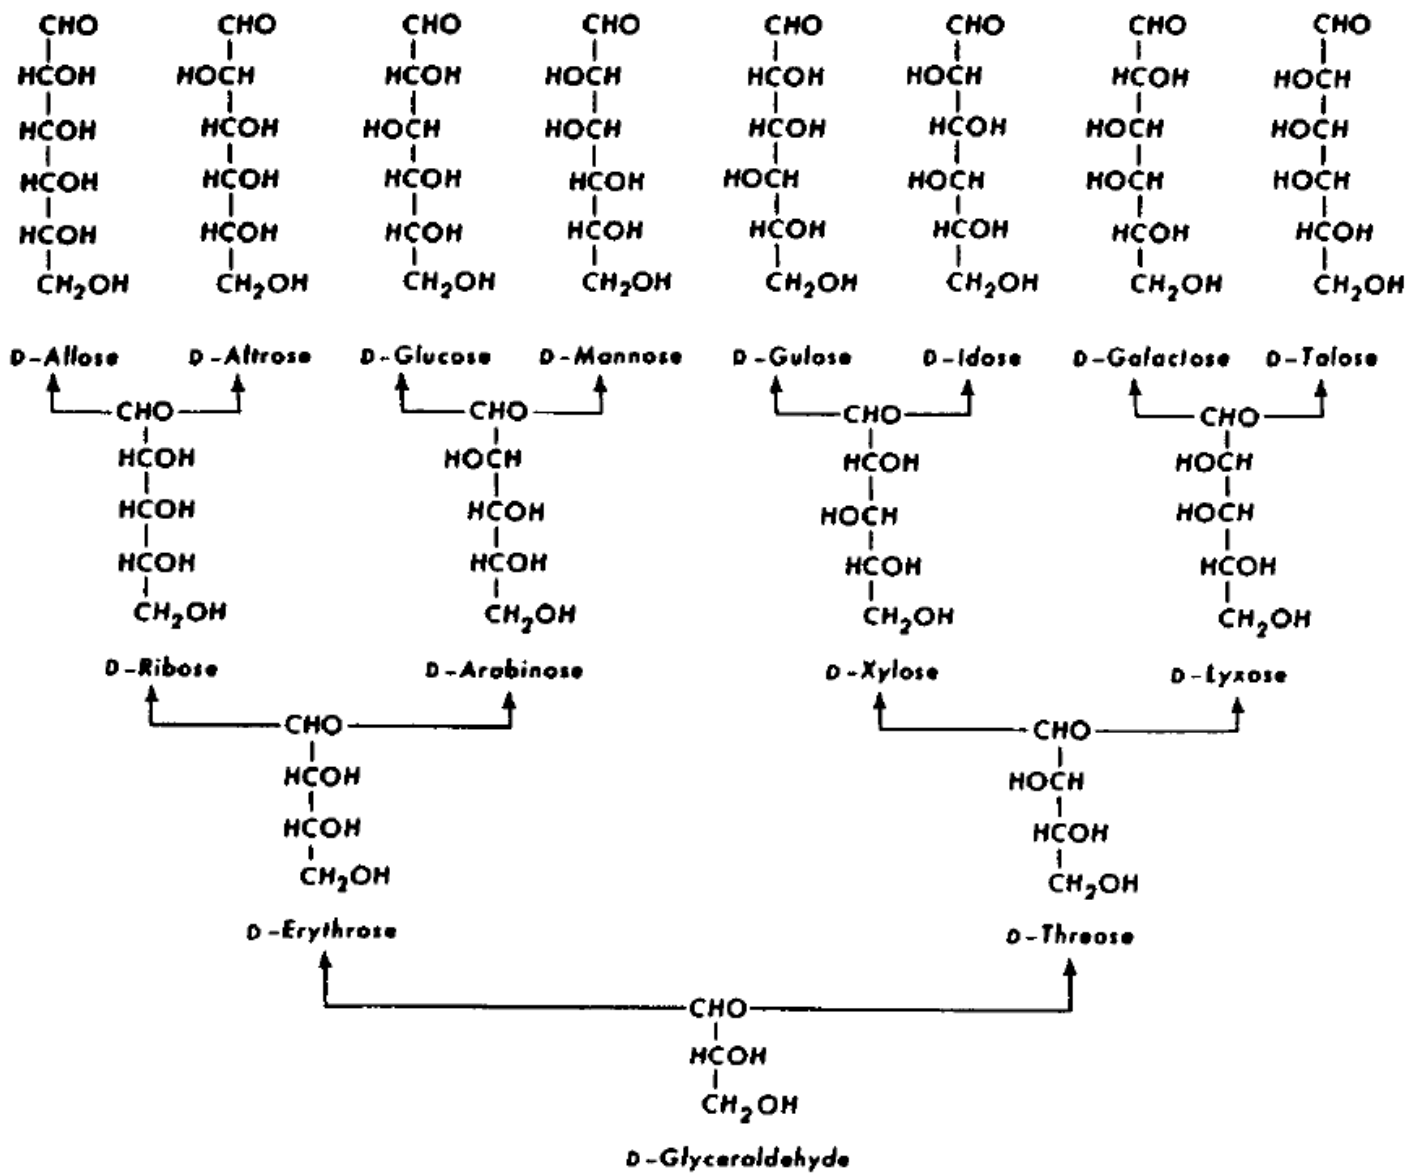 CHO CHO CHO CHO CHO CHO CHO CHO
HCOH HOCH HCOH HOCH HCOH HOCH HCOH HOCH
HCOH HCOH HOCH HOCH HCOH HCOH HOCH HOCH
HCOH HCOH HCOH HCOH HOCH HOCH HOCH HOCH
HCOH HCOH HCOH HCOH HCOH HCOH HCOH HCOH
CH2OH CH2OH CH2OH CH2OH CH2OH CH2OH CH2OH CH2OH
D-Allose D-Altrose D-Glucose D-Mannose D-Gulose D-Idose D-Galactose D-Talose
CHO CHO CHO CHO
HCOH HOCH HCOH HOCH
HCOH HCOH HOCH HOCH
HCOH HCOH HCOH HCOH
CH2OH CH2OH CH2OH CH2OH
D-Ribose D-Arabinose D-Xylose D-Lyxose
CHO CHO
HCOH HOCH
HCOH HCOH
CH2OH CH2OH
D-Erythrose D-Threose
CHO
HCOH
CH2OH
D-Glyceraldehyde